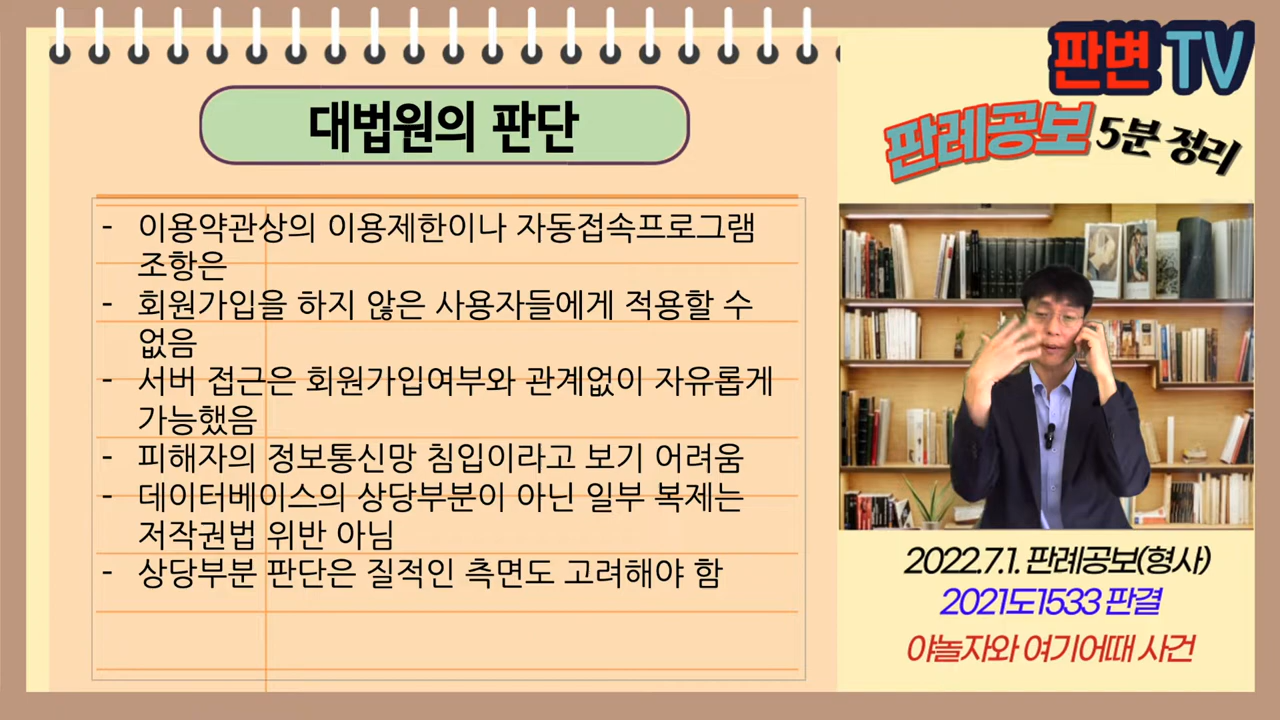 판변 TV
판례공보 5분 정리
대법원의 판단
- 이용약관상의 이용제한이나 자동접속프로그램
조항은
- 회원가입을 하지 않은 사용자들에게 적용할 수
없음
- 서버 접근은 회원가입여부와 관계없이 자유롭게
가능했음
- 피해자의 정보통신망 침입이라고 보기 어려움
- 데이터베이스의 상당부분이 아닌 일부 복제는
저작권법 위반 아님
- 상당부분 판단은 질적인 측면도 고려해야 함
2022.7.1. 판례공보(형사)
2021도1533 판결
야놀자와 여기어때 사건